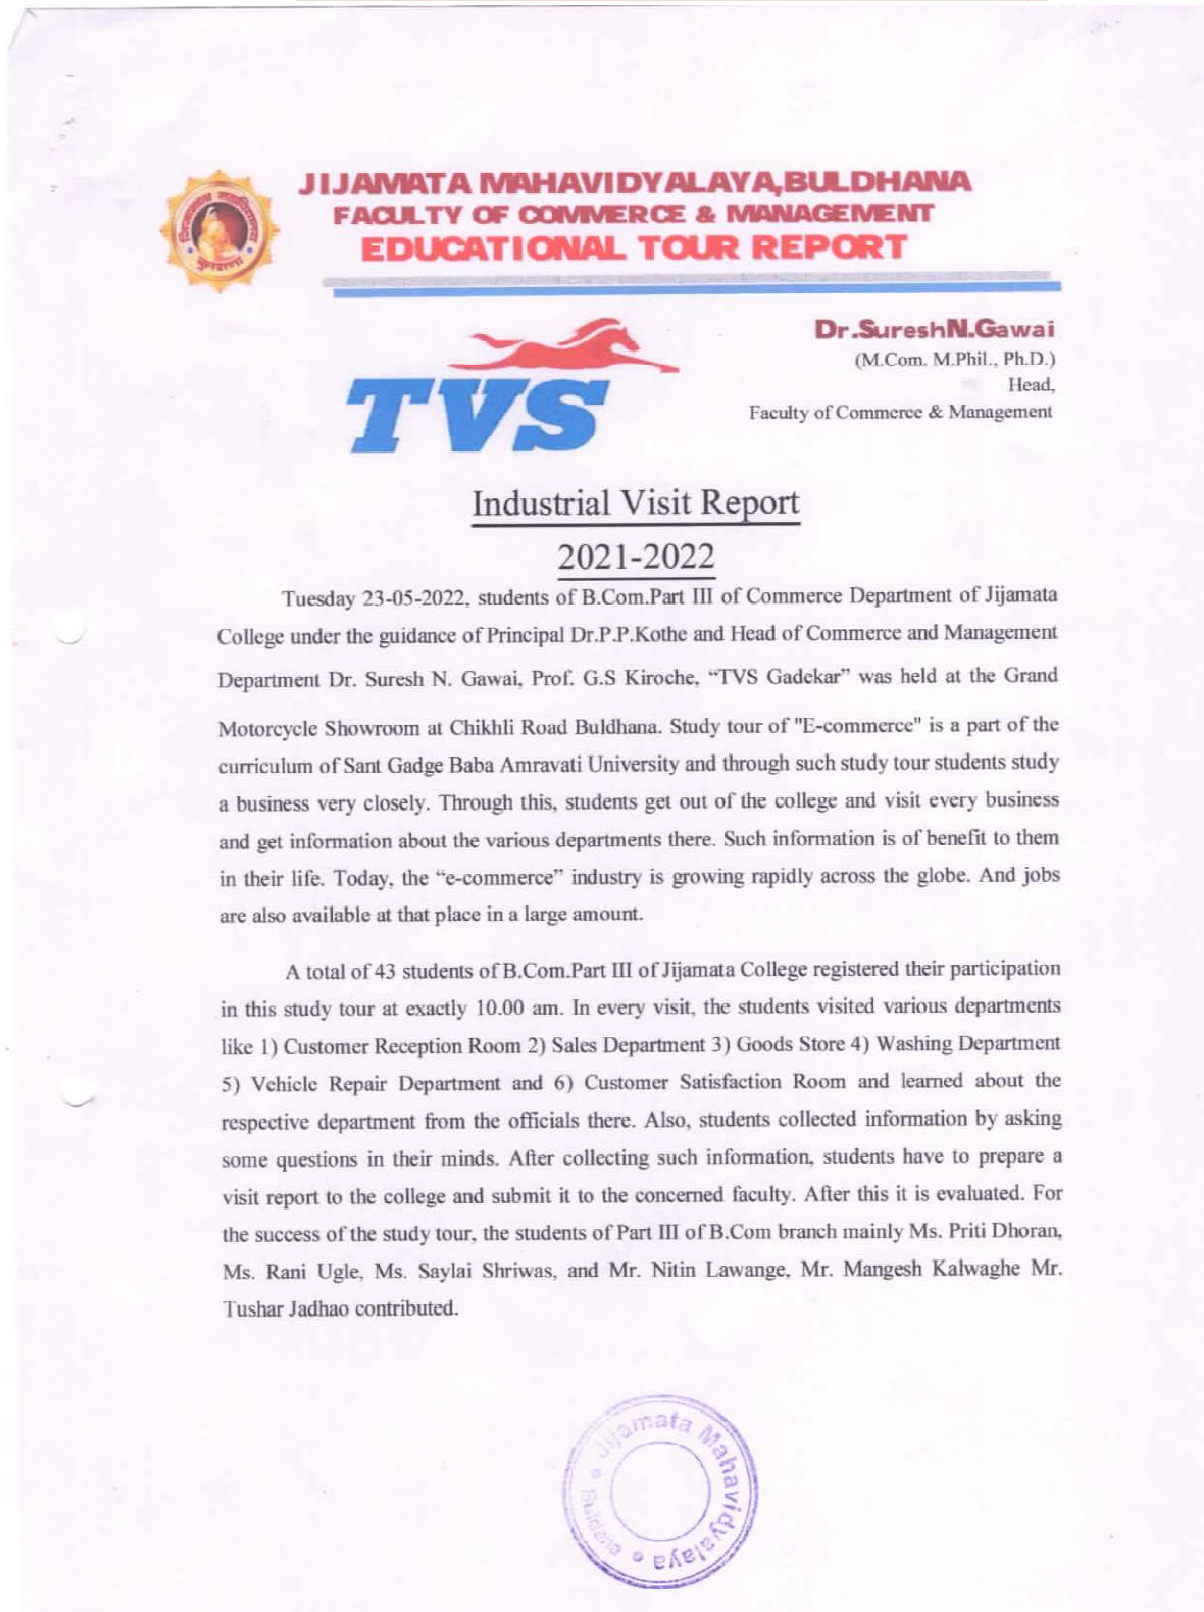 जिजामाता महाविद्यालय
बुलडाणा
JIJAMATA MAHAVIDYALAYA,BULDHANA
FACULTY OF COMMERCE & MANAGEMENT
EDUCATIONAL TOUR REPORT
TVS
Dr.SureshN.Gawai
(M.Com. M.Phil., Ph.D.)
Head,
Faculty of Commerce & Management
Industrial Visit Report
2021-2022
Tuesday 23-05-2022, students of B.Com.Part III of Commerce Department of Jijamata
College under the guidance of Principal Dr.P.P.Kothe and Head of Commerce and Management
Department Dr. Suresh N. Gawai, Prof. G.S Kiroche, “TVS Gadekar” was held at the Grand
Motorcycle Showroom at Chikhli Road Buldhana. Study tour of "E-commerce" is a part of the
curriculum of Sant Gadge Baba Amravati University and through such study tour students study
a business very closely. Through this, students get out of the college and visit every business
and get information about the various departments there. Such information is of benefit to them
in their life. Today, the “e-commerce” industry is growing rapidly across the globe. And jobs
are also available at that place in a large amount.
A total of 43 students of B.Com.Part III of Jijamata College registered their participation
in this study tour at exactly 10.00 am. In every visit, the students visited various departments
like 1) Customer Reception Room 2) Sales Department 3) Goods Store 4) Washing Department
5) Vehicle Repair Department and 6) Customer Satisfaction Room and learned about the
respective department from the officials there. Also, students collected information by asking
some questions in their minds. After collecting such information, students have to prepare a
visit report to the college and submit it to the concerned faculty. After this it is evaluated. For
the success of the study tour, the students of Part III of B.Com branch mainly Ms. Priti Dhoran,
Ms. Rani Ugle, Ms. Saylai Shriwas, and Mr. Nitin Lawange, Mr. Mangesh Kalwaghe Mr.
Tushar Jadhao contributed.
Jijamata Mahavidyalaya
Buldana